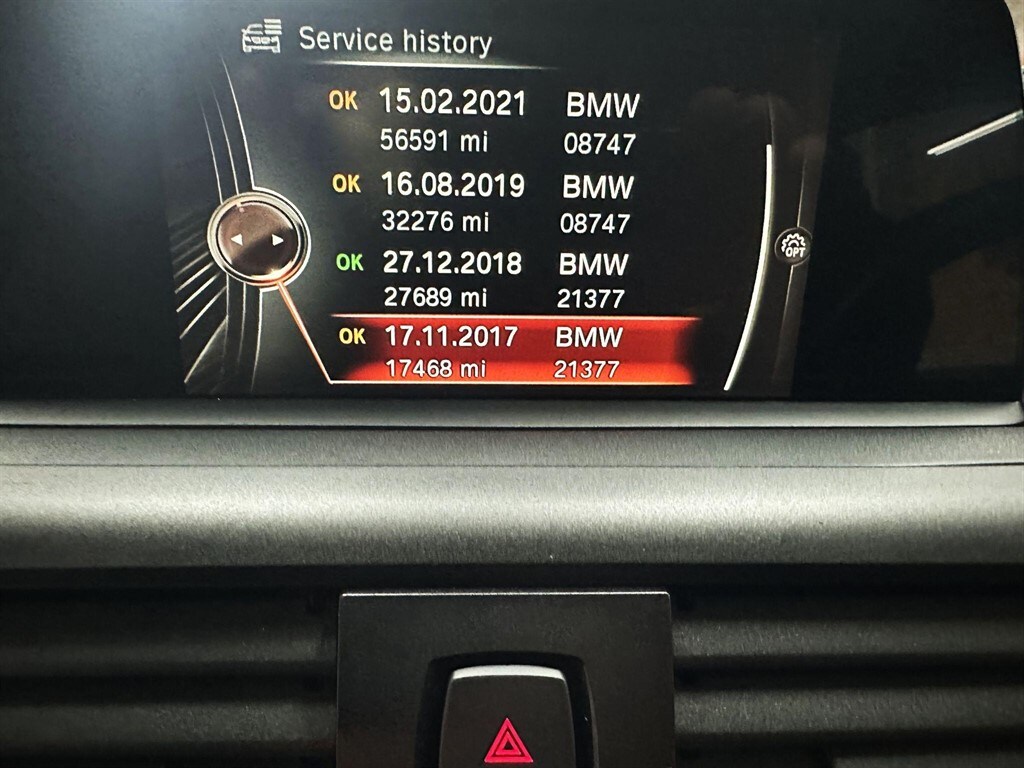 Service history
OK 15.02.2021 BMW
56591 mi 08747
OK 16.08.2019 BMW
32276 mi 08747
OPT
OK 27.12.2018 BMW
27689 mi 21377
OK 17.11.2017 BMW
17468 mi 21377